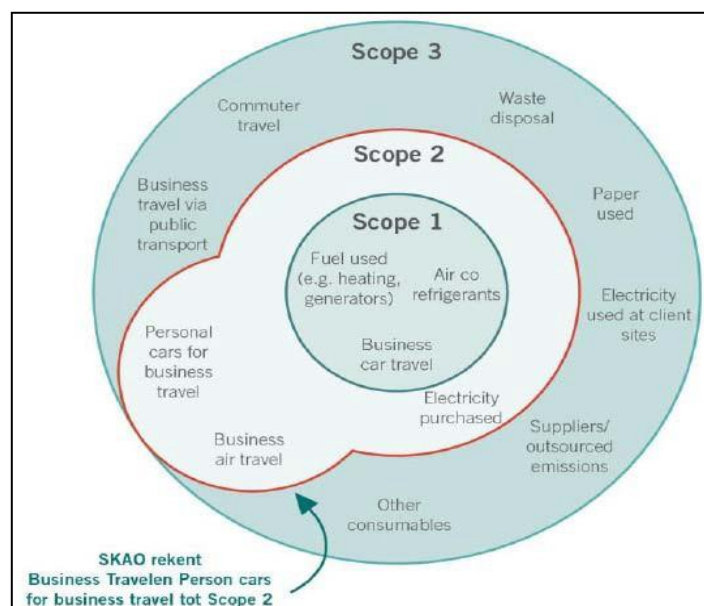 Scope 3
Commuter
travel
Waste
disposal
Scope 2
Business
travel via
public
transport
Paper
used
Scope 1
Fuel used
(e.g. heating,
generators)
Air co
refrigerants
Electricity
used at client
sites
Personal
cars for
business
travel
Business
car travel
Electricity
purchased
Business
air travel
Suppliers/
outsourced
emissions
Other
consumables
SKAO rekent
Business Travelen Person cars
for business travel tot Scope 2